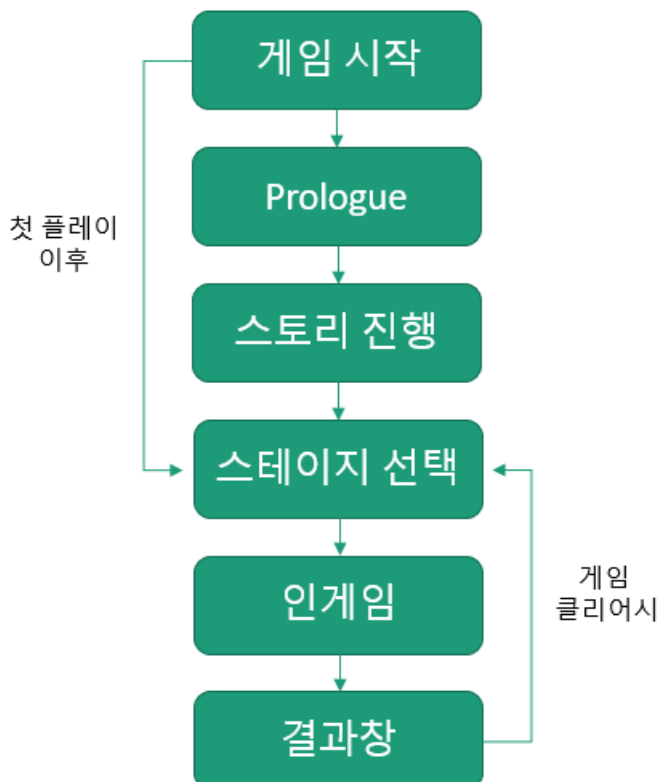 게임 시작
Prologue
첫 플레이
이후
스토리 진행
스테이지 선택
인게임
게임
클리어시
결과창